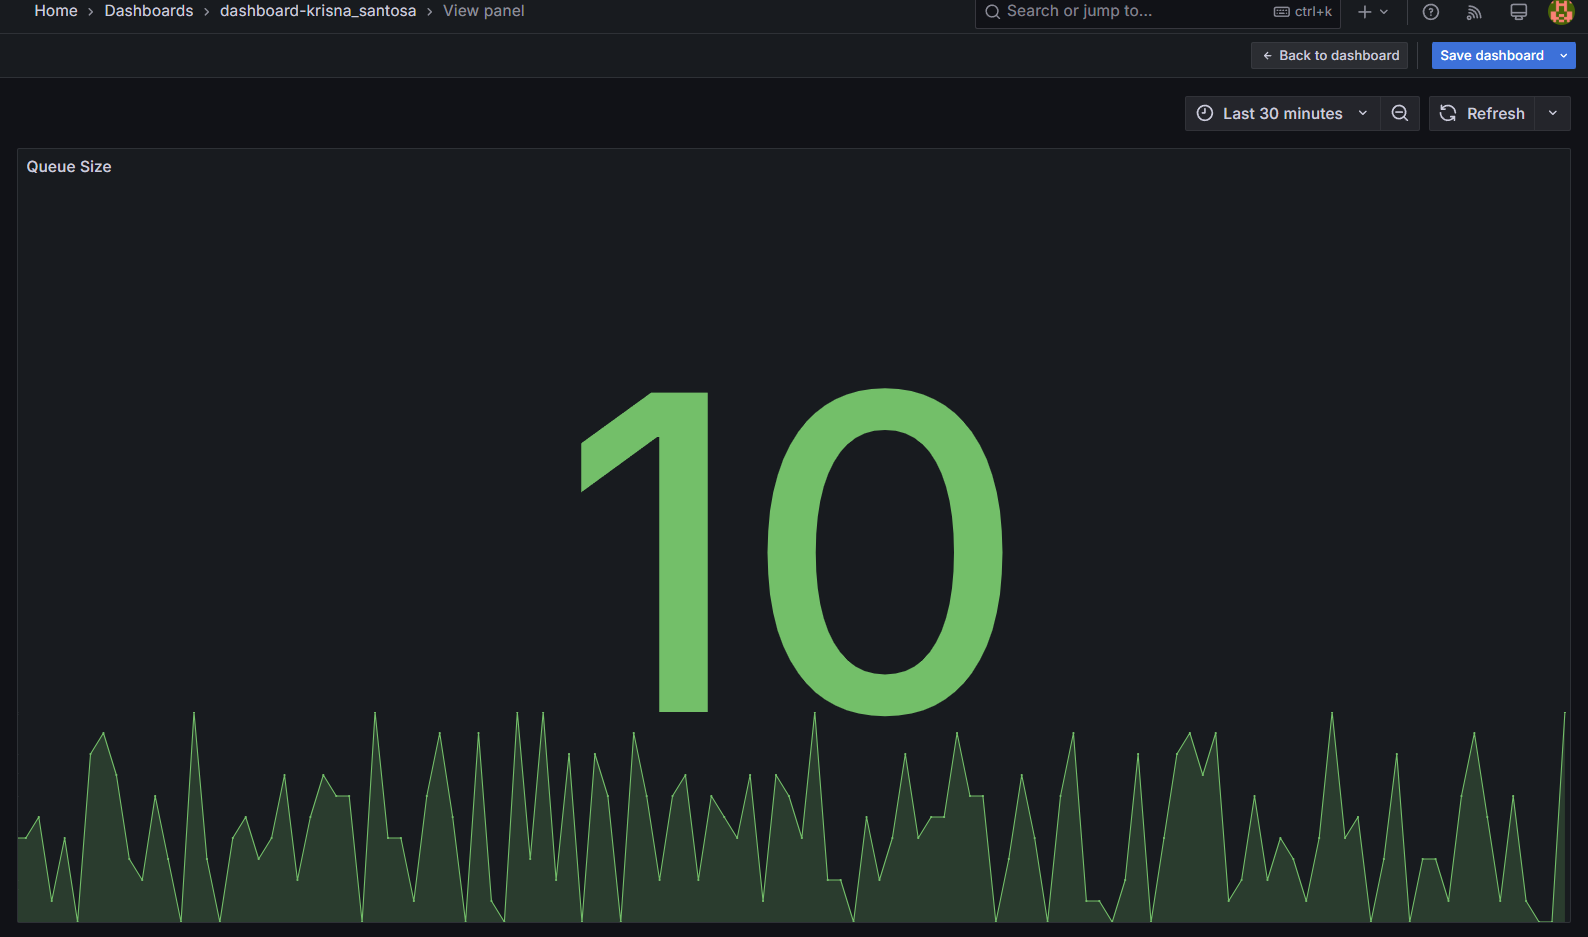 Home › Dashboards › dashboard-krisna_santosa › View panel
Search or jump to... ctrl+k
Back to dashboard
Save dashboard
Last 30 minutes
Refresh
Queue Size
10